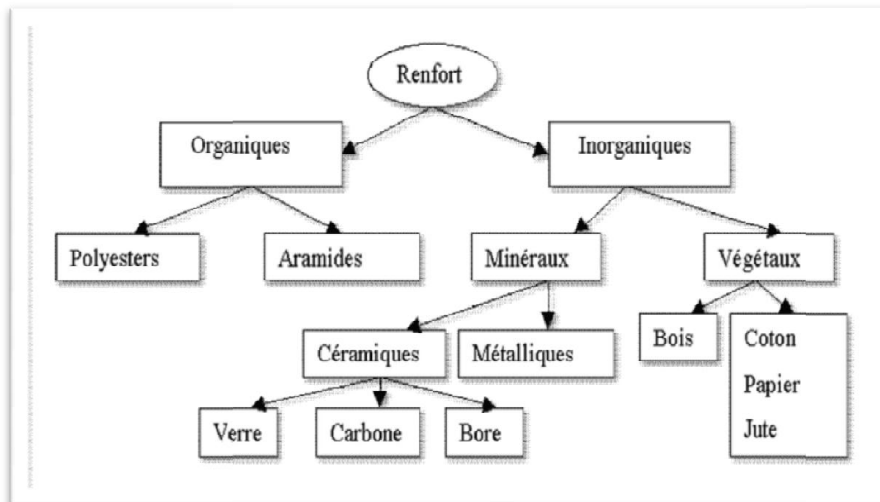 Renfort
Organiques
Inorganiques
Polyesters
Aramides
Minéraux
Végétaux
Céramiques
Métalliques
Bois
Coton
Papier
Jute
Verre
Carbone
Bore